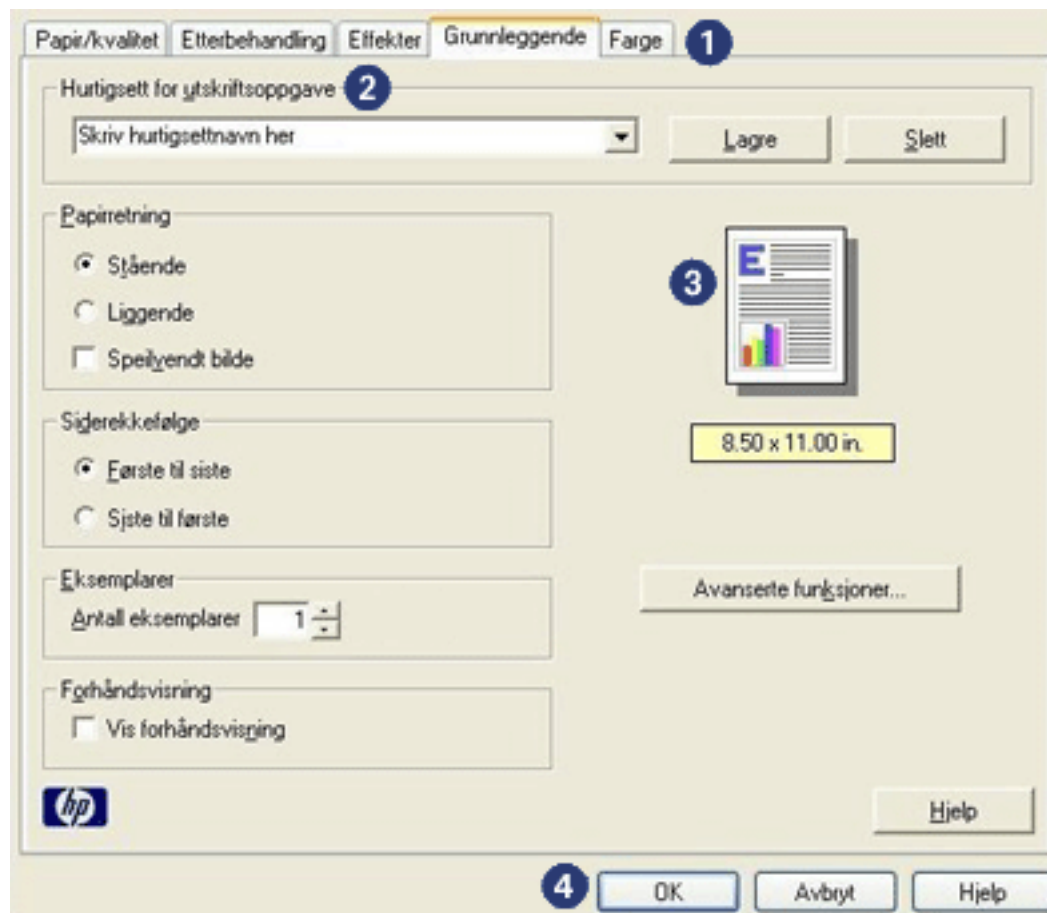 Papir/kvalitet Etterbehandling Effekter Grunnleggende Farge 1
Hurtigsett for utskriftsoppgave 2
Skriv hurtigsettnavn her Lagre Slett
Papirretning
Stående
Liggende
Speilvendt bilde
3
E
8.50 x 11.00 in.
Siderekkefølge
Første til siste
Siste til første
Eksemplarer
Antall eksemplarer 1
Avanserte funksjoner...
Forhåndsvisning
Vis forhåndsvisning
hp
Hjelp
4 OK Avbryt Hjelp